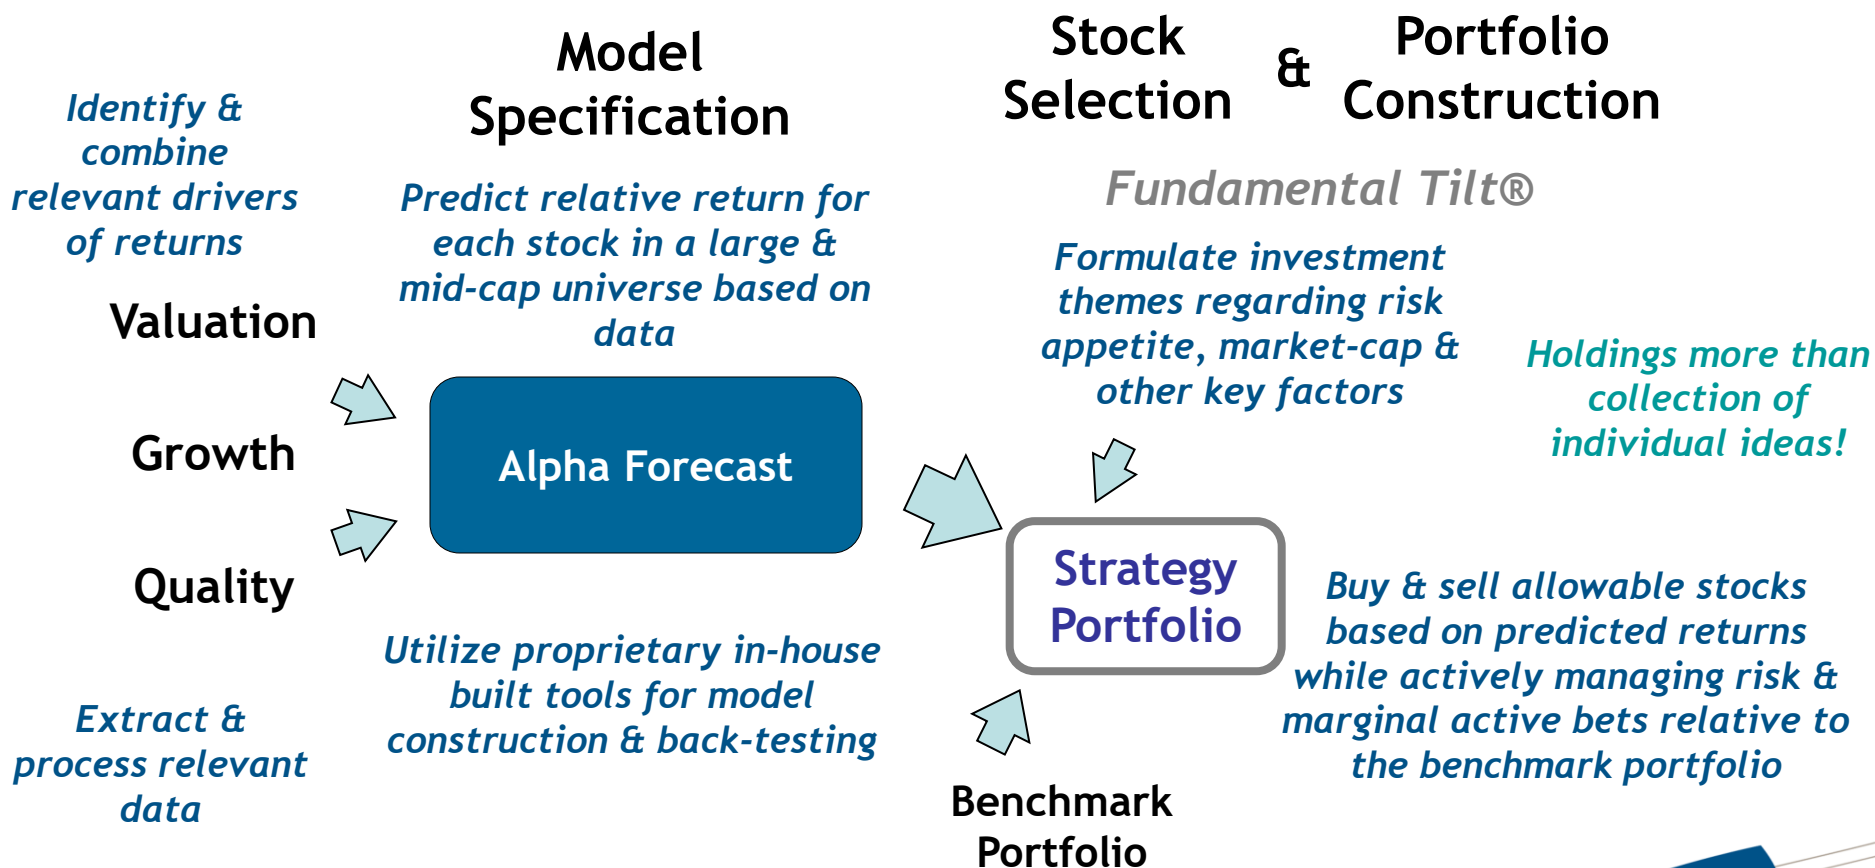 Model
Specification
Stock
Selection
&
Portfolio
Construction
Identify &
combine
relevant drivers
of returns
Valuation
Growth
Quality
Extract &
process relevant
data
Predict relative return for
each stock in a large &
mid-cap universe based on
data
Alpha Forecast
Utilize proprietary in-house
built tools for model
construction & back-testing
Fundamental Tilt®
Formulate investment
themes regarding risk
appetite, market-cap &
other key factors
Holdings more than
collection of
individual ideas!
Strategy
Portfolio
Buy & sell allowable stocks
based on predicted returns
while actively managing risk &
marginal active bets relative to
the benchmark portfolio
Benchmark
Portfolio